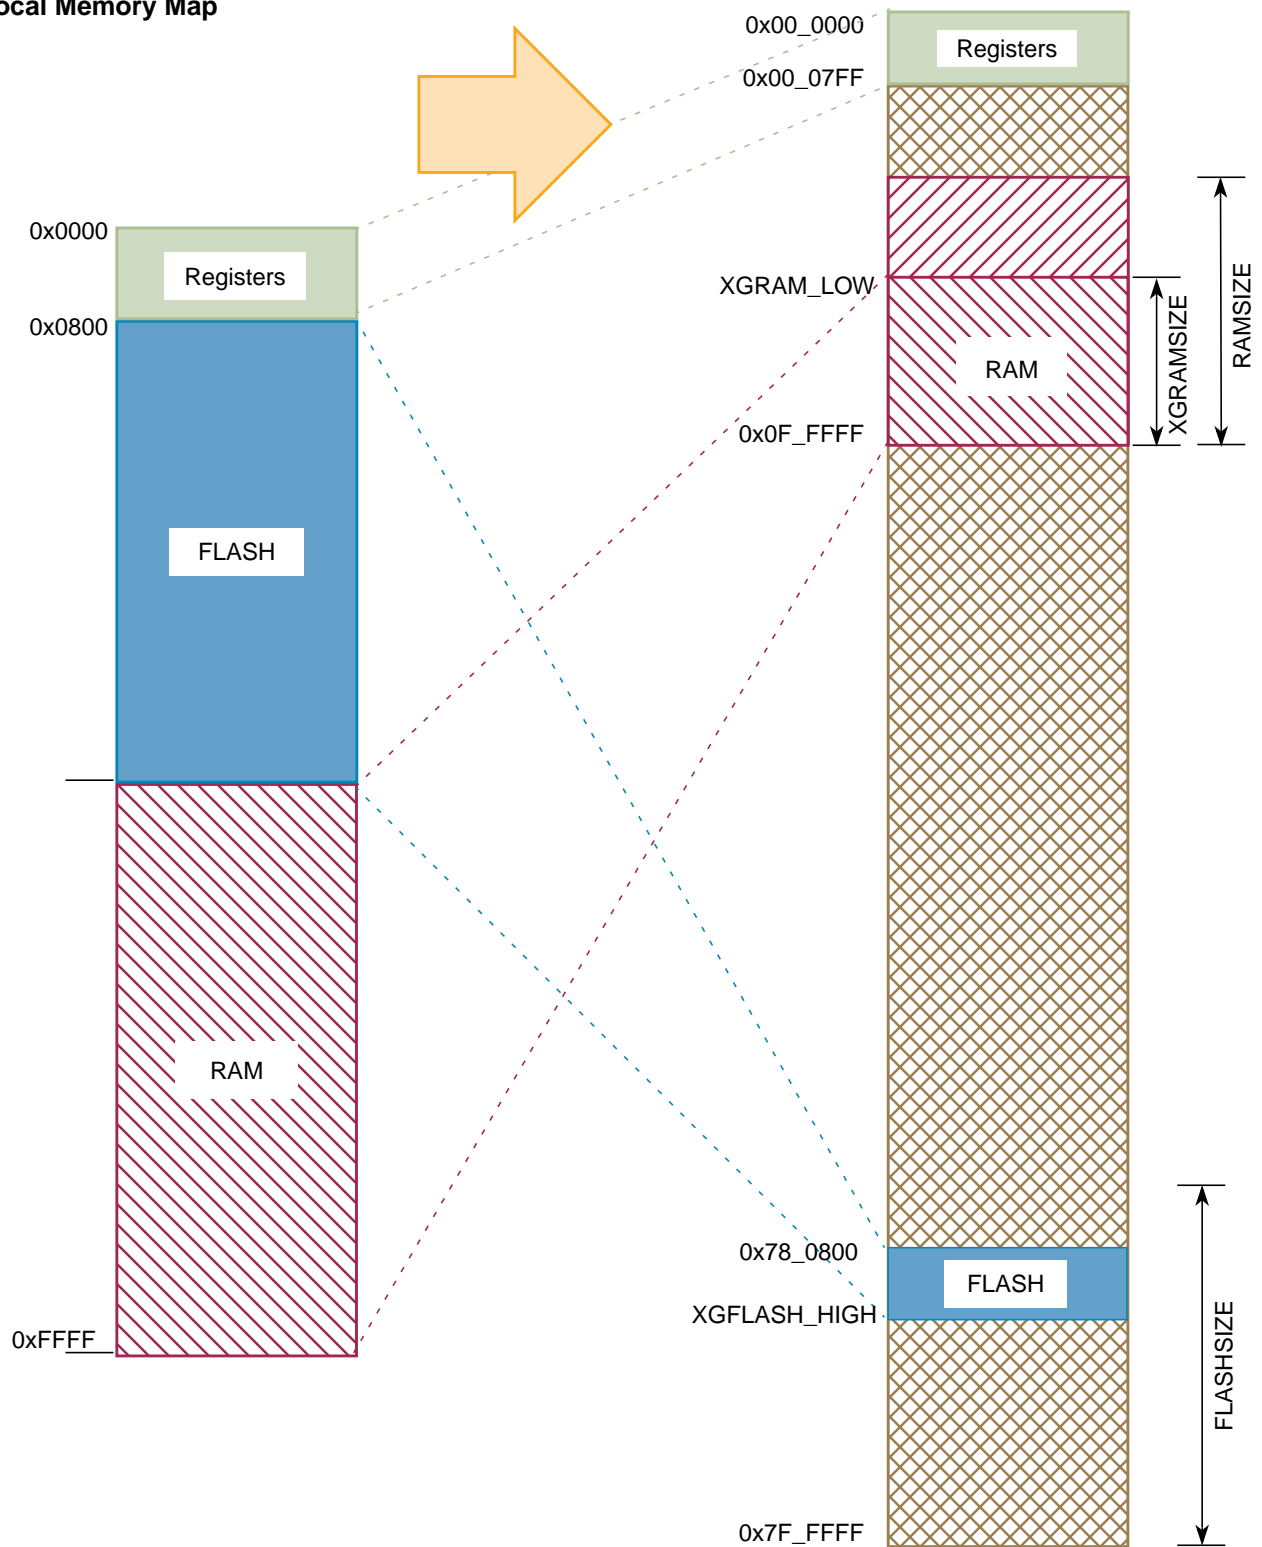 Memory Map
0x0000
Registers
0x0800
FLASH
RAM
0xFFFF
0x00_0000
Registers
0x00_07FF
XGRAM_LOW
RAM
0x0F_FFFF
XGRAMSIZE
RAMSIZE
0x78_0800
FLASH
XGFLASH_HIGH
FLASHSIZE
0x7F_FFFF